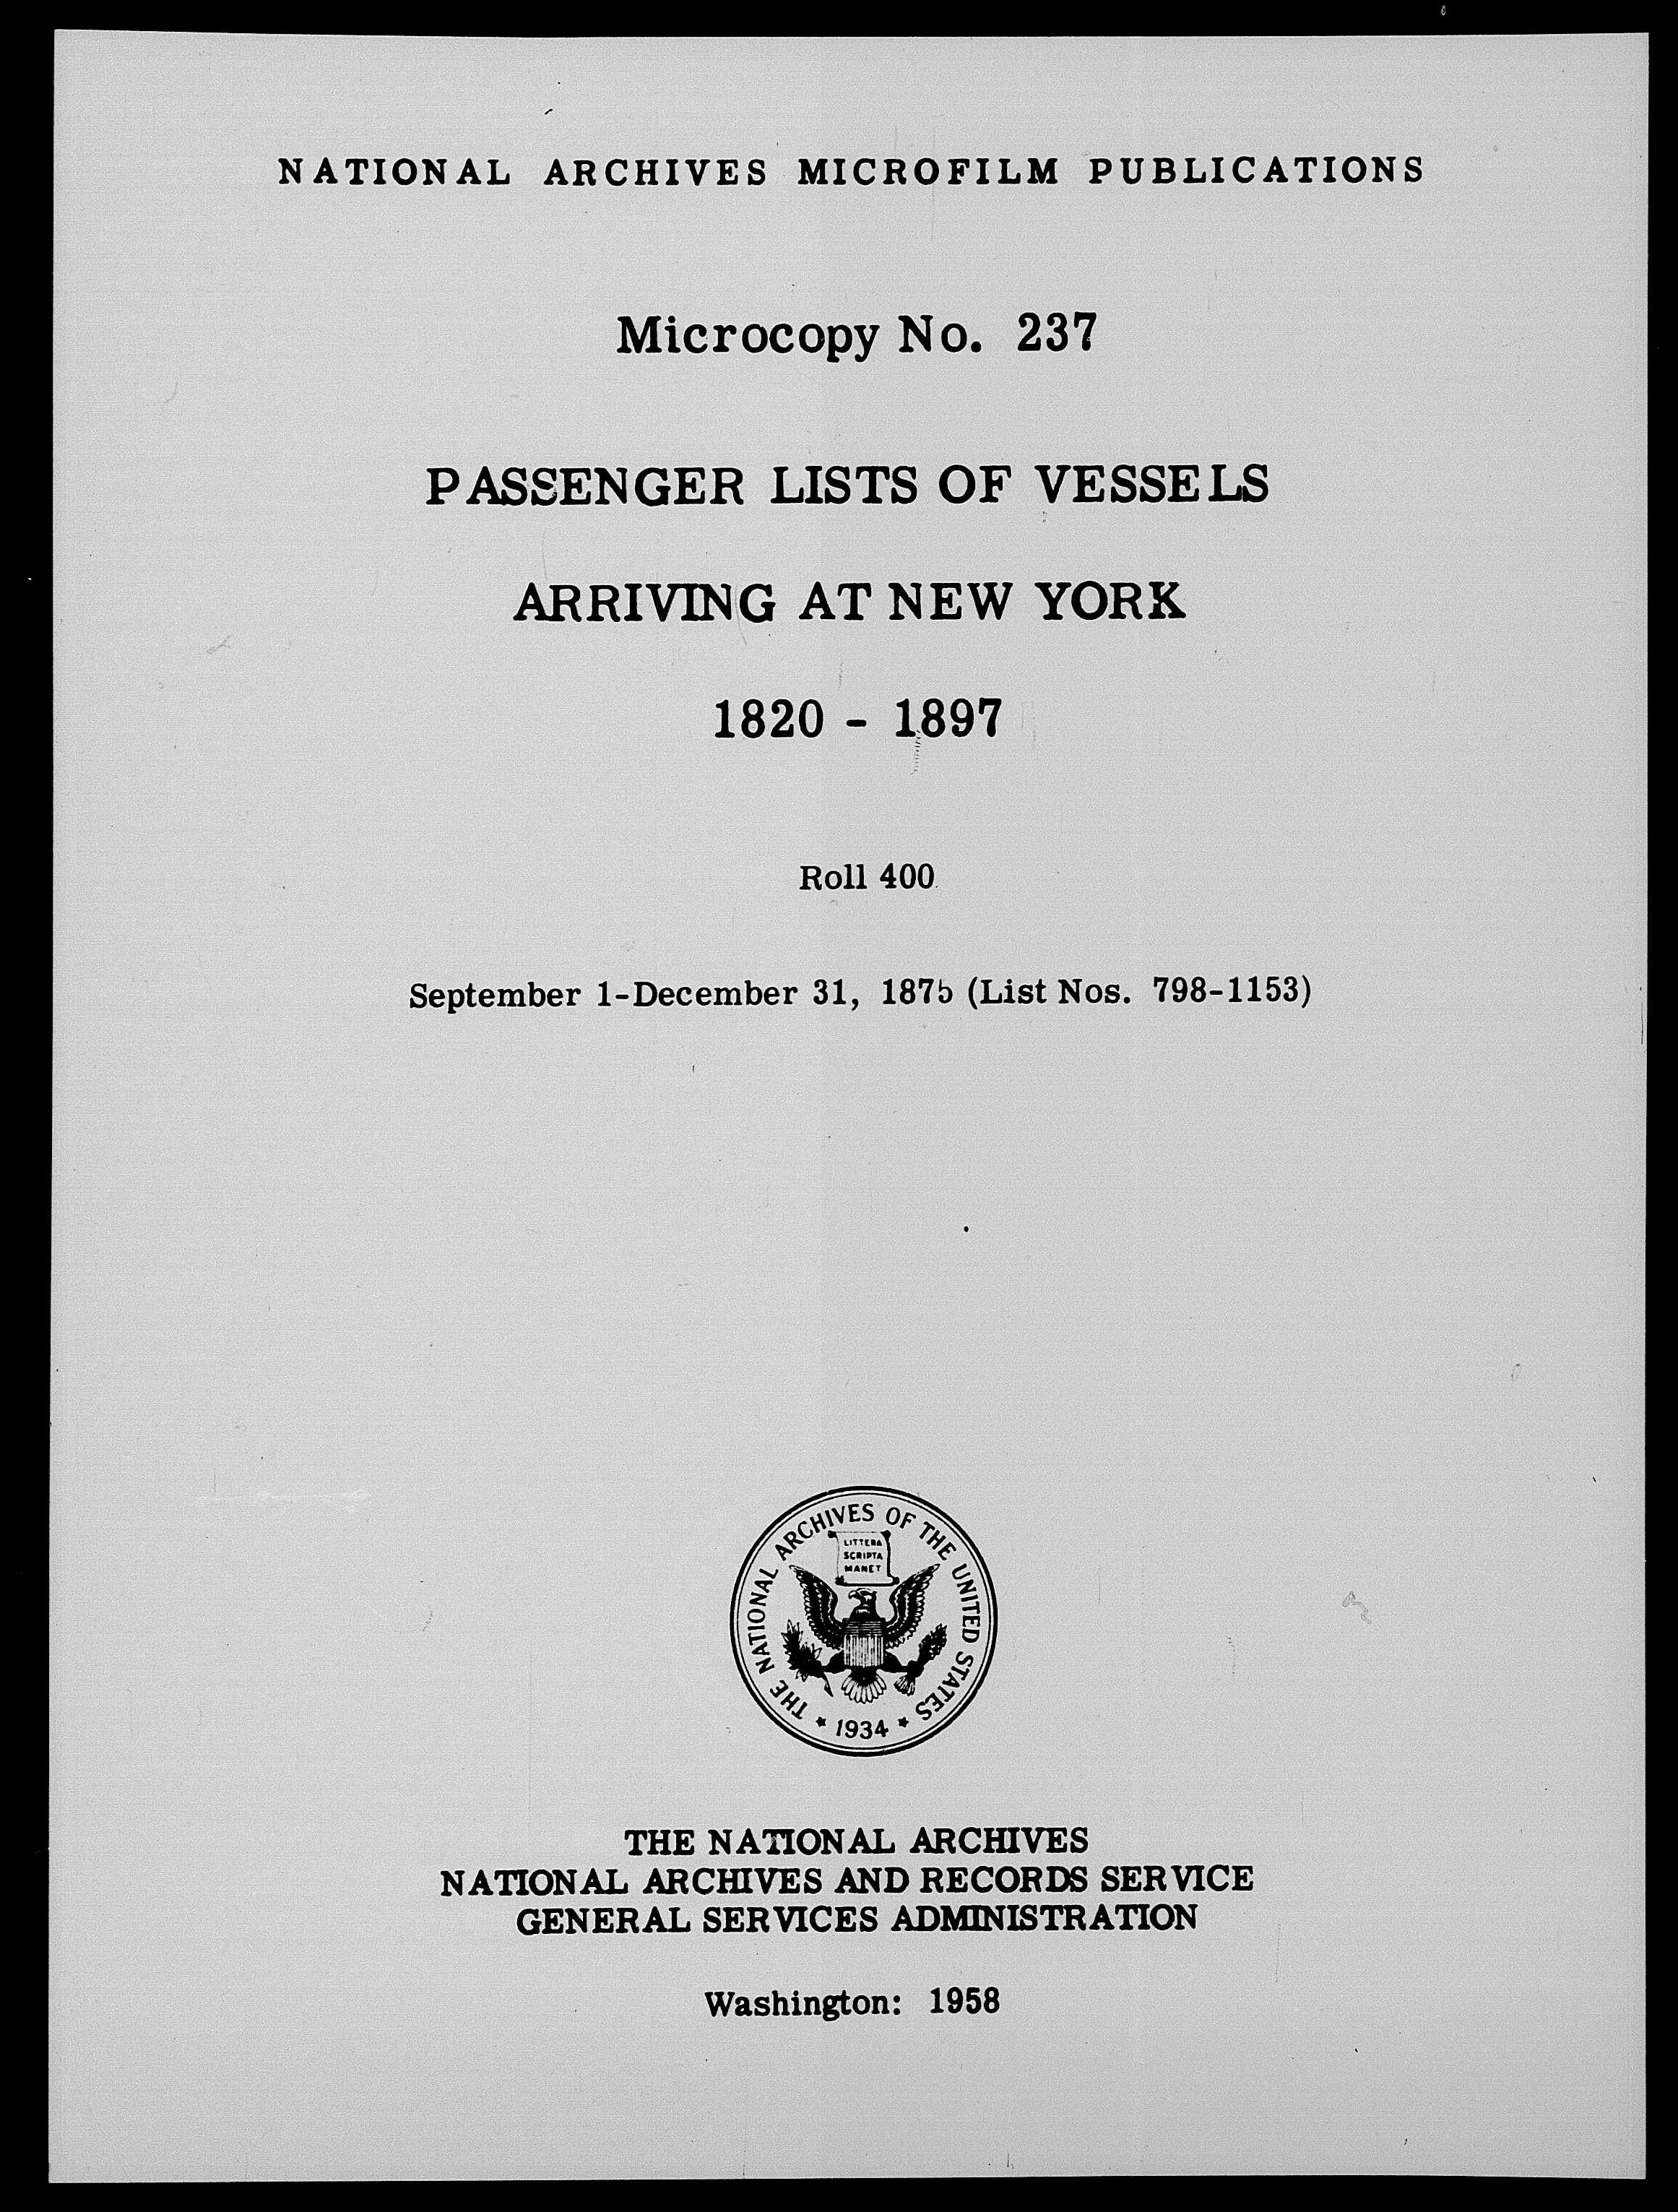 NATIONAL ARCHIVES MICROFILM PUBLICATIONS
Microcopy No. 237
PASSENGER LISTS OF VESSELS
ARRIVING AT NEW YORK
1820 - 1897
Roll 400
September 1-December 31, 1875 (List Nos. 798-1153)
THE NATIONAL ARCHIVES OF THE UNITED STATES
LITTERA
SCRIPTA
MANET
★ 1934 ★
THE NATIONAL ARCHIVES
NATIONAL ARCHIVES AND RECORDS SERVICE
GENERAL SERVICES ADMINISTRATION
Washington: 1958